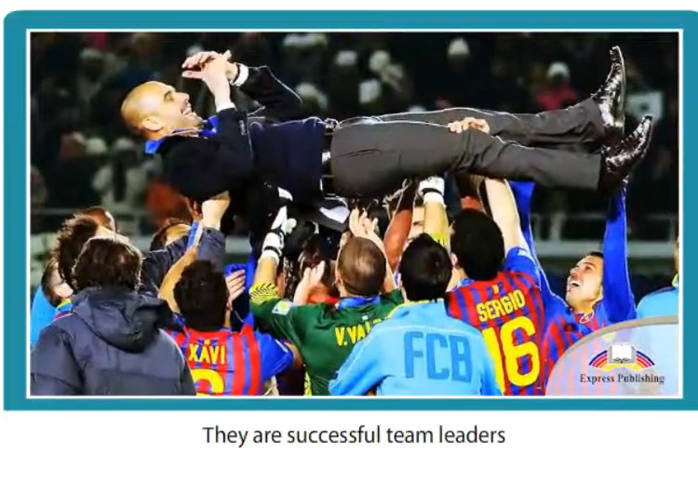 XAVI
V.VAL
FCB
SERGIO
16
Express Publishing
They are successful team leaders